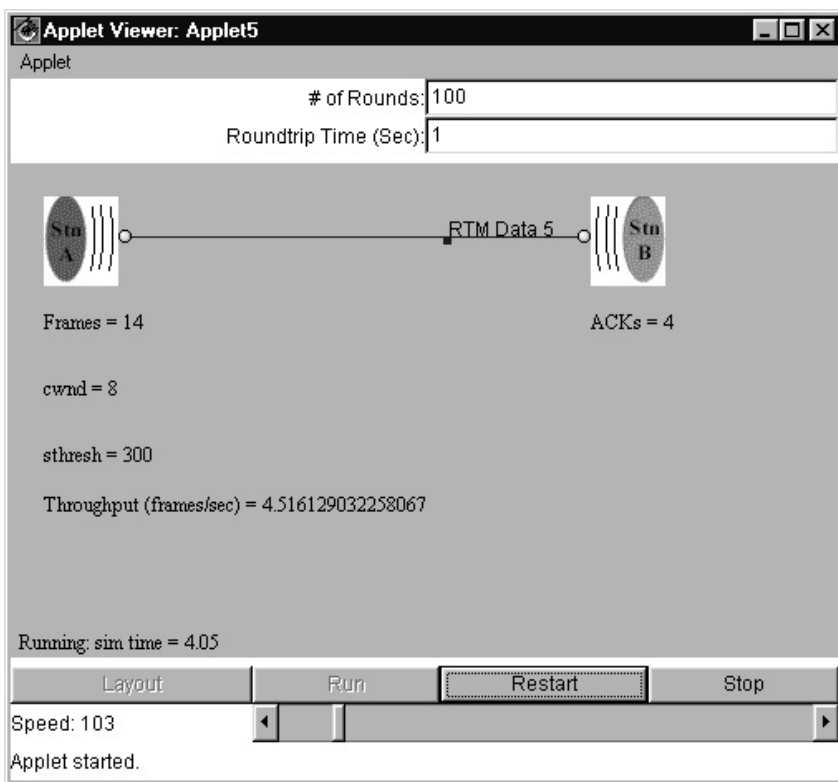 Applet Viewer: Applet5
Applet
# of Rounds: 100
Roundtrip Time (Sec): 1
Stn A
RTM Data 5
Stn B
Frames = 14
ACKs = 4
cwnd = 8
sthresh = 300
Throughput (frames/sec) = 4.516129032258067
Running: sim time = 4.05
Layout Run Restart Stop
Speed: 103
Applet started.